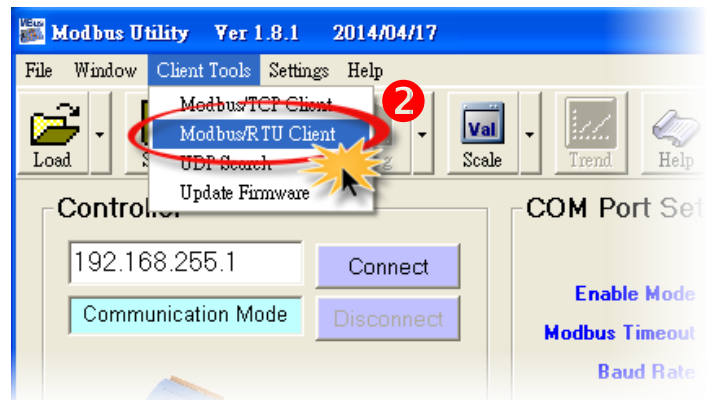 Modbus Utility Ver 1.8.1 2014/04/17
File Window Client Tools Settings Help
Modbus/TCP Client
2
Modbus/RTU Client
UDP Search
Update Firmware
Load
Val
Scale
Trend
Help
COM Port Set
192.168.255.1
Connect
Communication Mode
Disconnect
Enable Mode
Modbus Timeout
Baud Rate